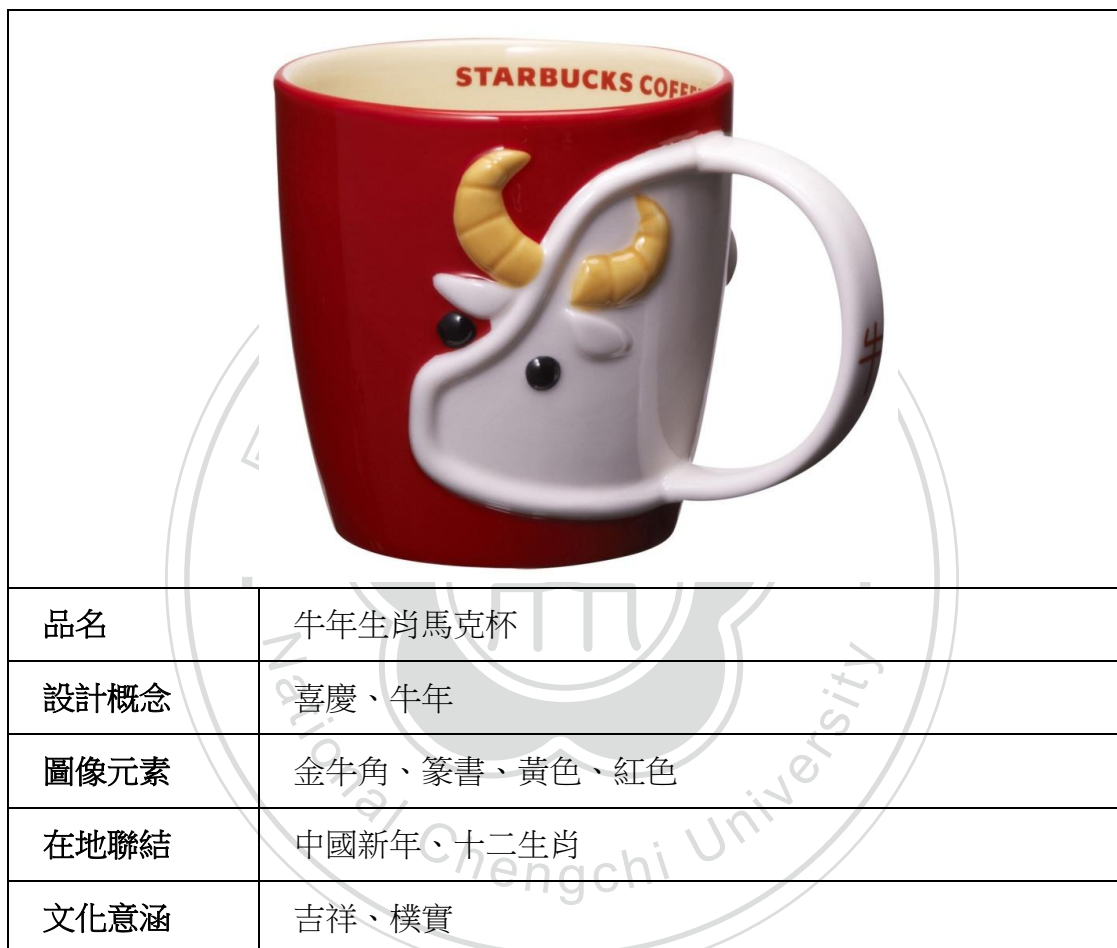 STARBUCKS COFFE
牛
品名 牛年生肖馬克杯
設計概念 喜慶、牛年
圖像元素 金牛角、篆書、黃色、紅色
在地聯結 中國新年、十二生肖
文化意涵 吉祥、樸實
National Chengchi University